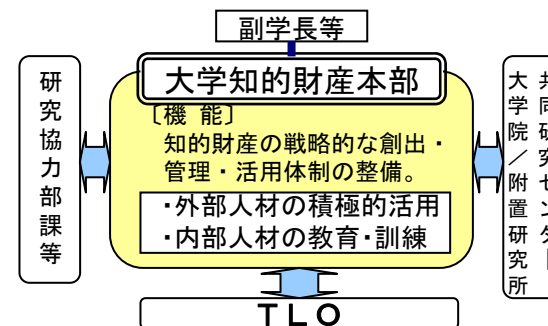 副学長等
大学知的財産本部
〔機 能〕
知的財産の戦略的な創出・
管理・活用体制の整備。
・外部人材の積極的活用
・内部人材の教育・訓練
研究協力部課等
共同研究センター
大学院／附置研究所
TLO